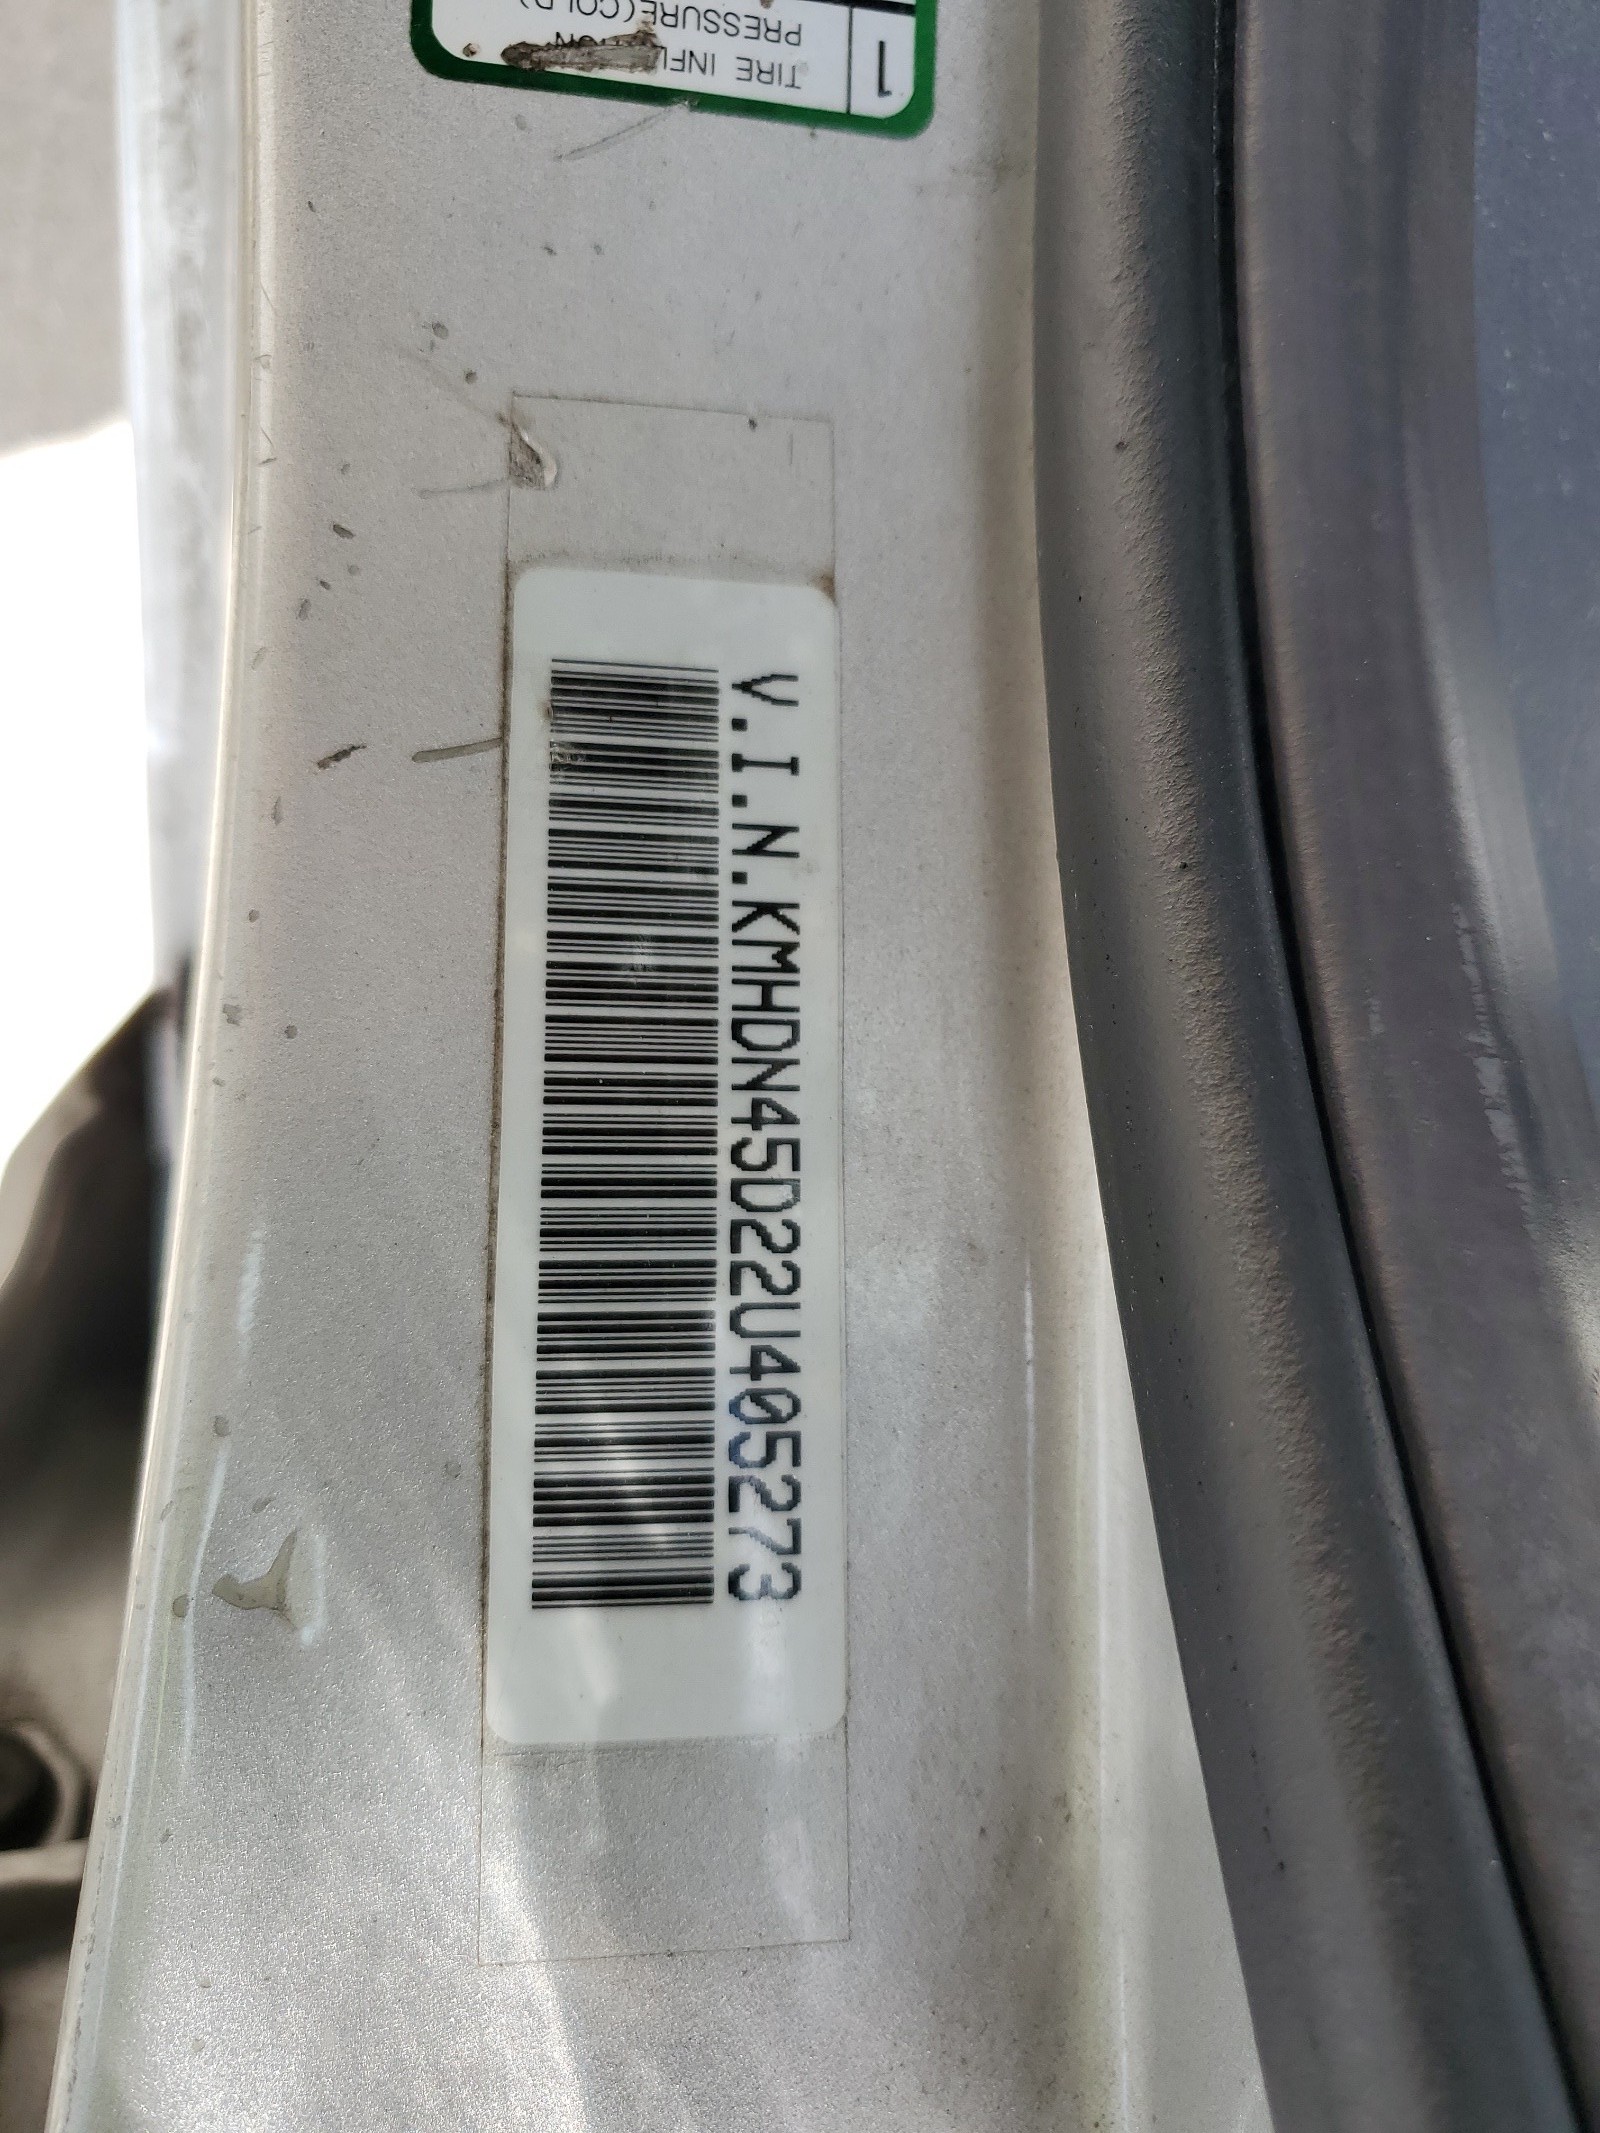 1 TIRE INFL
PRESSURE(COLD)
V.I.N.KMHDN45D22U405273